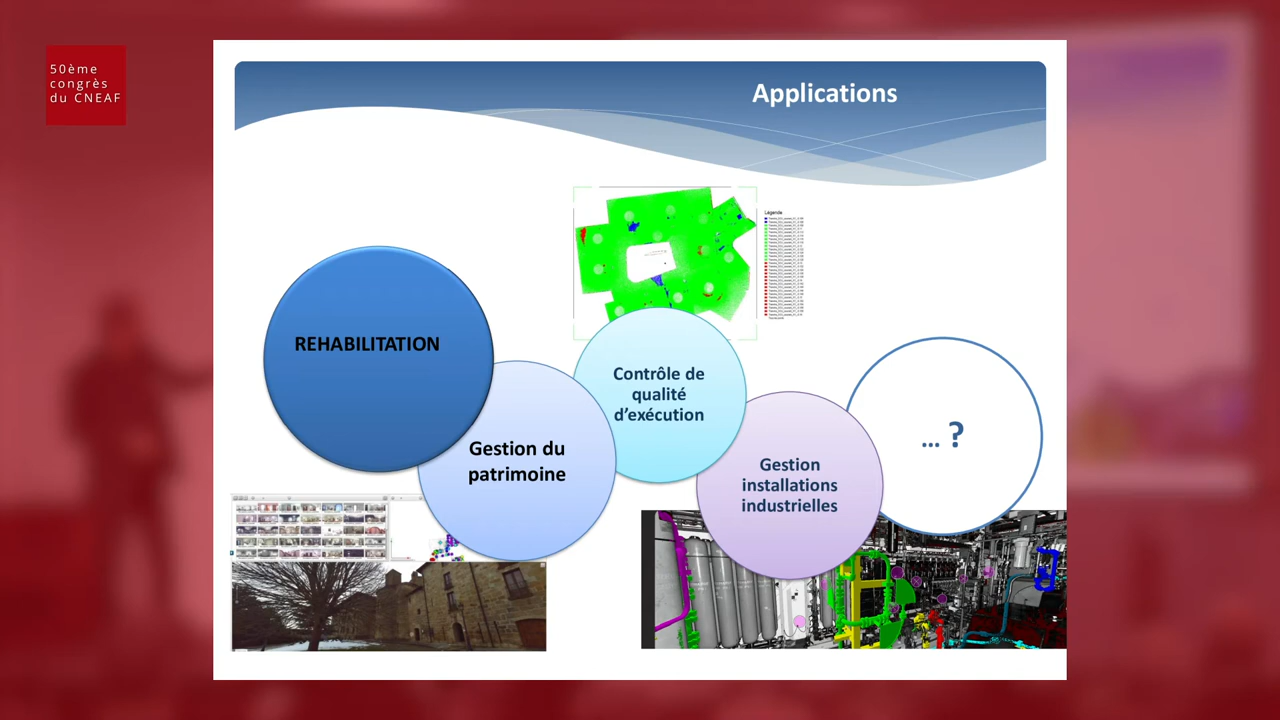 50ème
congrès
du CNEAF
Applications
Légende
REHABILITATION
Contrôle de
qualité
d’exécution
Gestion du
patrimoine
Gestion
installations
industrielles
... ?